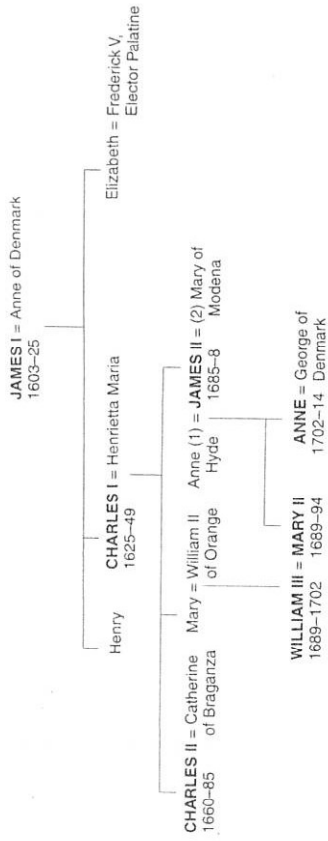 JAMES I = Anne of Denmark
1603–25
Henry
CHARLES I = Henrietta Maria
1625–49
Elizabeth = Frederick V,
Elector Palatine
CHARLES II = Catherine
1660–85 of Braganza
Mary = William II
of Orange
Anne (1) = JAMES II = (2) Mary of
Hyde 1685–8 Modena
WILLIAM III = MARY II
1689–1702 1689–94
ANNE = George of
1702–14 Denmark